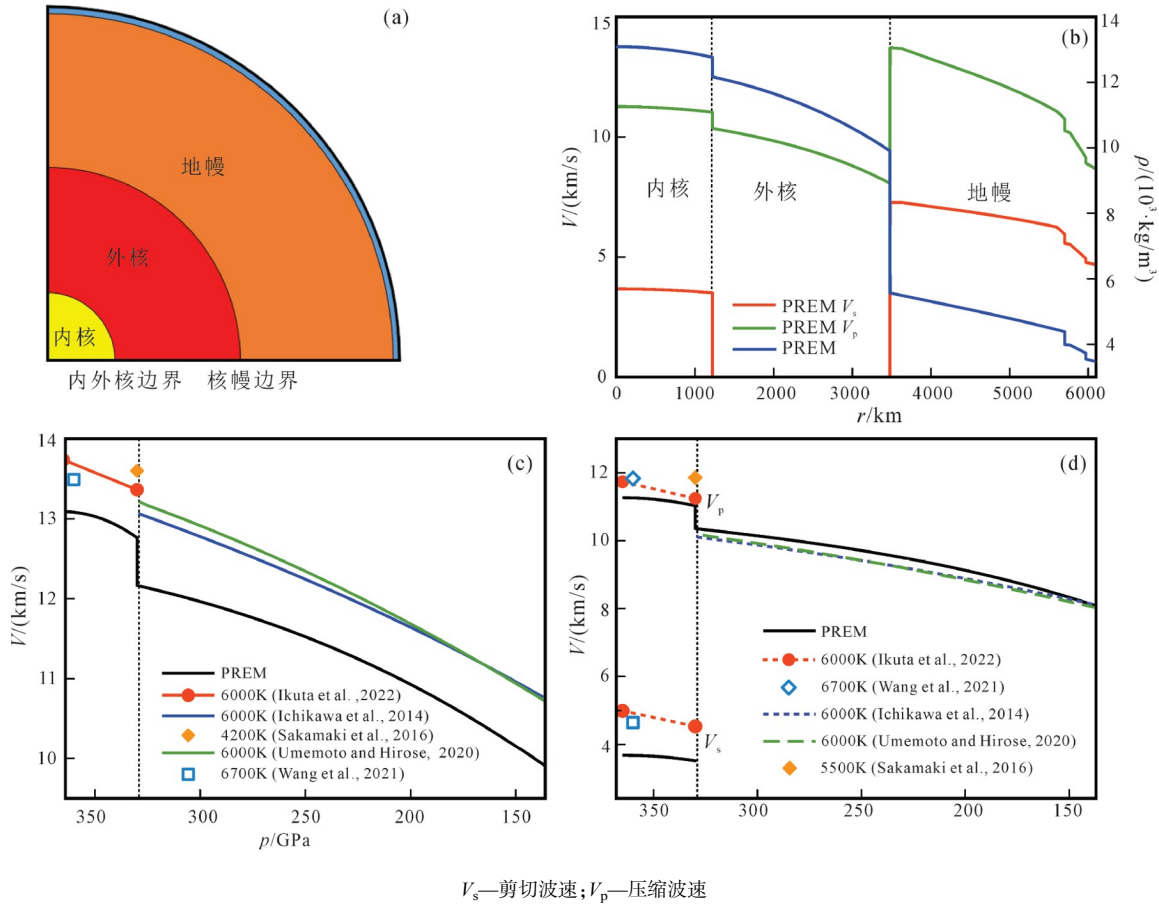 (a)
地幔
外核
内核
内外核边界 核幔边界
(b)
15
10
5
0
V/(km/s)
14
12
10
8
6
4
ρ/(10³·kg/m³)
内核
外核
地幔
PREM Vs
PREM Vp
PREM
0 1000 2000 3000 4000 5000 6000
r/km
(c)
14
13
12
11
10
V/(km/s)
PREM
6000K (Ikuta et al., 2022)
6000K (Ichikawa et al., 2014)
4200K (Sakamaki et al., 2016)
6000K (Umemoto and Hirose, 2020)
6700K (Wang et al., 2021)
350 300 250 200 150
p/GPa
(d)
12
10
8
6
4
V/(km/s)
Vp
Vs
PREM
6000K (Ikuta et al., 2022)
6700K (Wang et al., 2021)
6000K (Ichikawa et al., 2014)
6000K (Umemoto and Hirose, 2020)
5500K (Sakamaki et al., 2016)
350 300 250 200 150
Vs—剪切波速;Vp—压缩波速